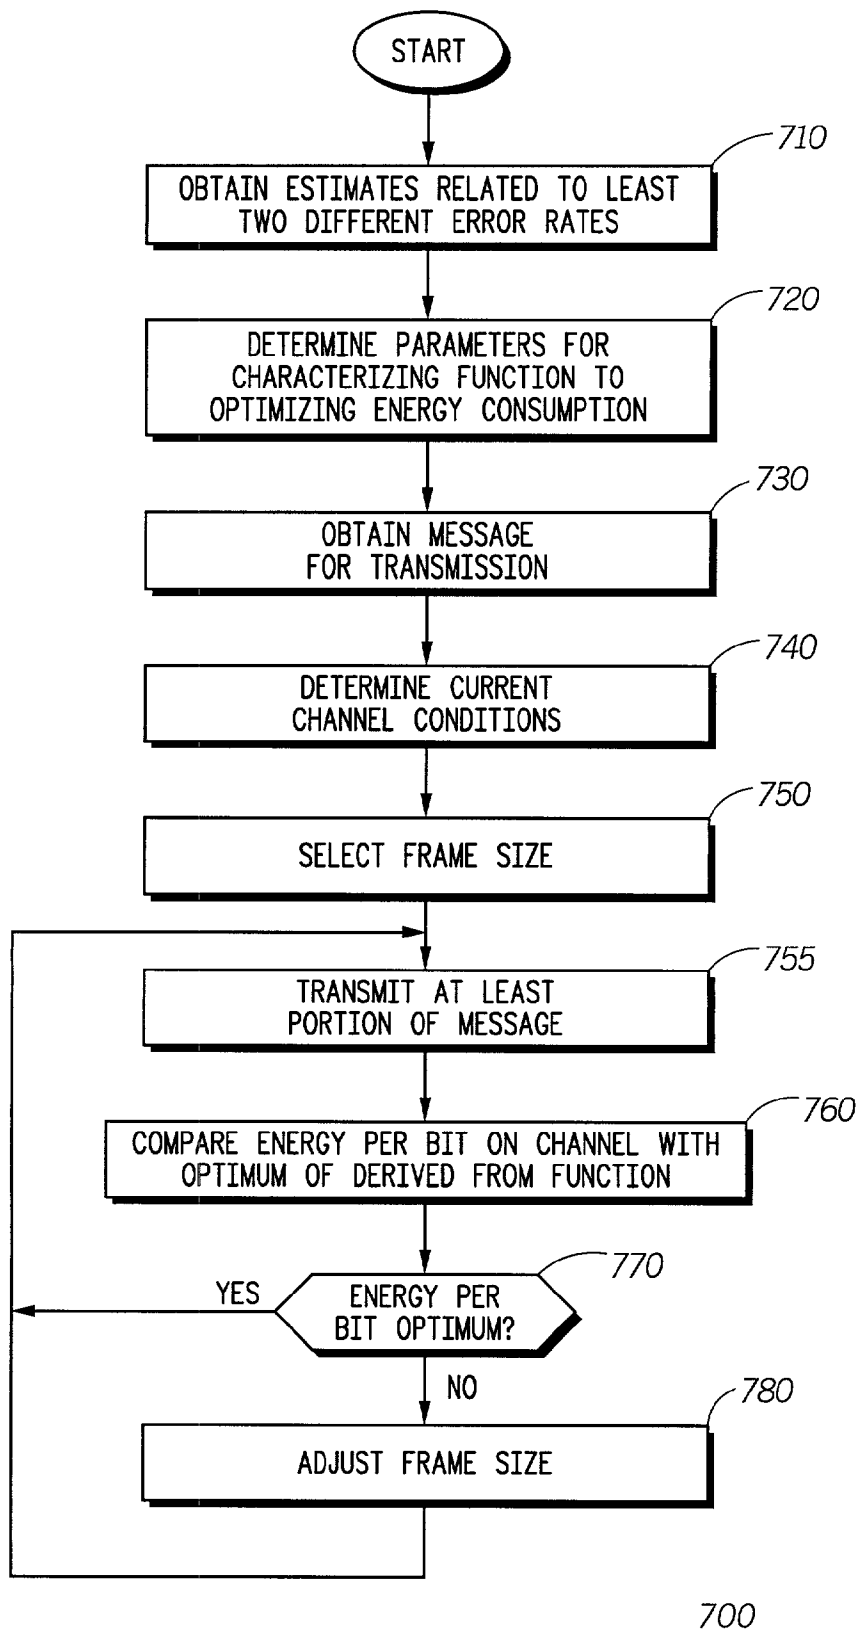 START
710
OBTAIN ESTIMATES RELATED TO LEAST
TWO DIFFERENT ERROR RATES
720
DETERMINE PARAMETERS FOR
CHARACTERIZING FUNCTION TO
OPTIMIZING ENERGY CONSUMPTION
730
OBTAIN MESSAGE
FOR TRANSMISSION
740
DETERMINE CURRENT
CHANNEL CONDITIONS
750
SELECT FRAME SIZE
755
TRANSMIT AT LEAST
PORTION OF MESSAGE
760
COMPARE ENERGY PER BIT ON CHANNEL WITH
OPTIMUM OF DERIVED FROM FUNCTION
770
YES
ENERGY PER
BIT OPTIMUM?
NO
780
ADJUST FRAME SIZE
700